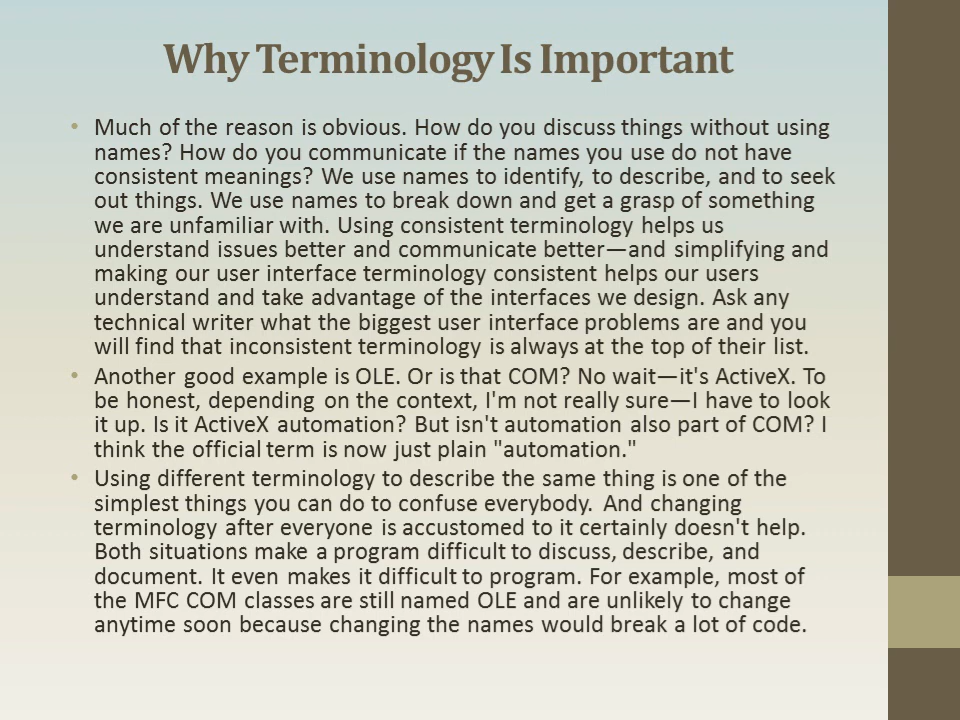 Why Terminology Is Important
• Much of the reason is obvious. How do you discuss things without using
names? How do you communicate if the names you use do not have
consistent meanings? We use names to identify, to describe, and to seek
out things. We use names to break down and get a grasp of something
we are unfamiliar with. Using consistent terminology helps us
understand issues better and communicate better—and simplifying and
making our user interface terminology consistent helps our users
understand and take advantage of the interfaces we design. Ask any
technical writer what the biggest user interface problems are and you
will find that inconsistent terminology is always at the top of their list.
• Another good example is OLE. Or is that COM? No wait—it's ActiveX. To
be honest, depending on the context, I'm not really sure—I have to look
it up. Is it ActiveX automation? But isn't automation also part of COM? I
think the official term is now just plain "automation."
• Using different terminology to describe the same thing is one of the
simplest things you can do to confuse everybody. And changing
terminology after everyone is accustomed to it certainly doesn't help.
Both situations make a program difficult to discuss, describe, and
document. It even makes it difficult to program. For example, most of
the MFC COM classes are still named OLE and are unlikely to change
anytime soon because changing the names would break a lot of code.